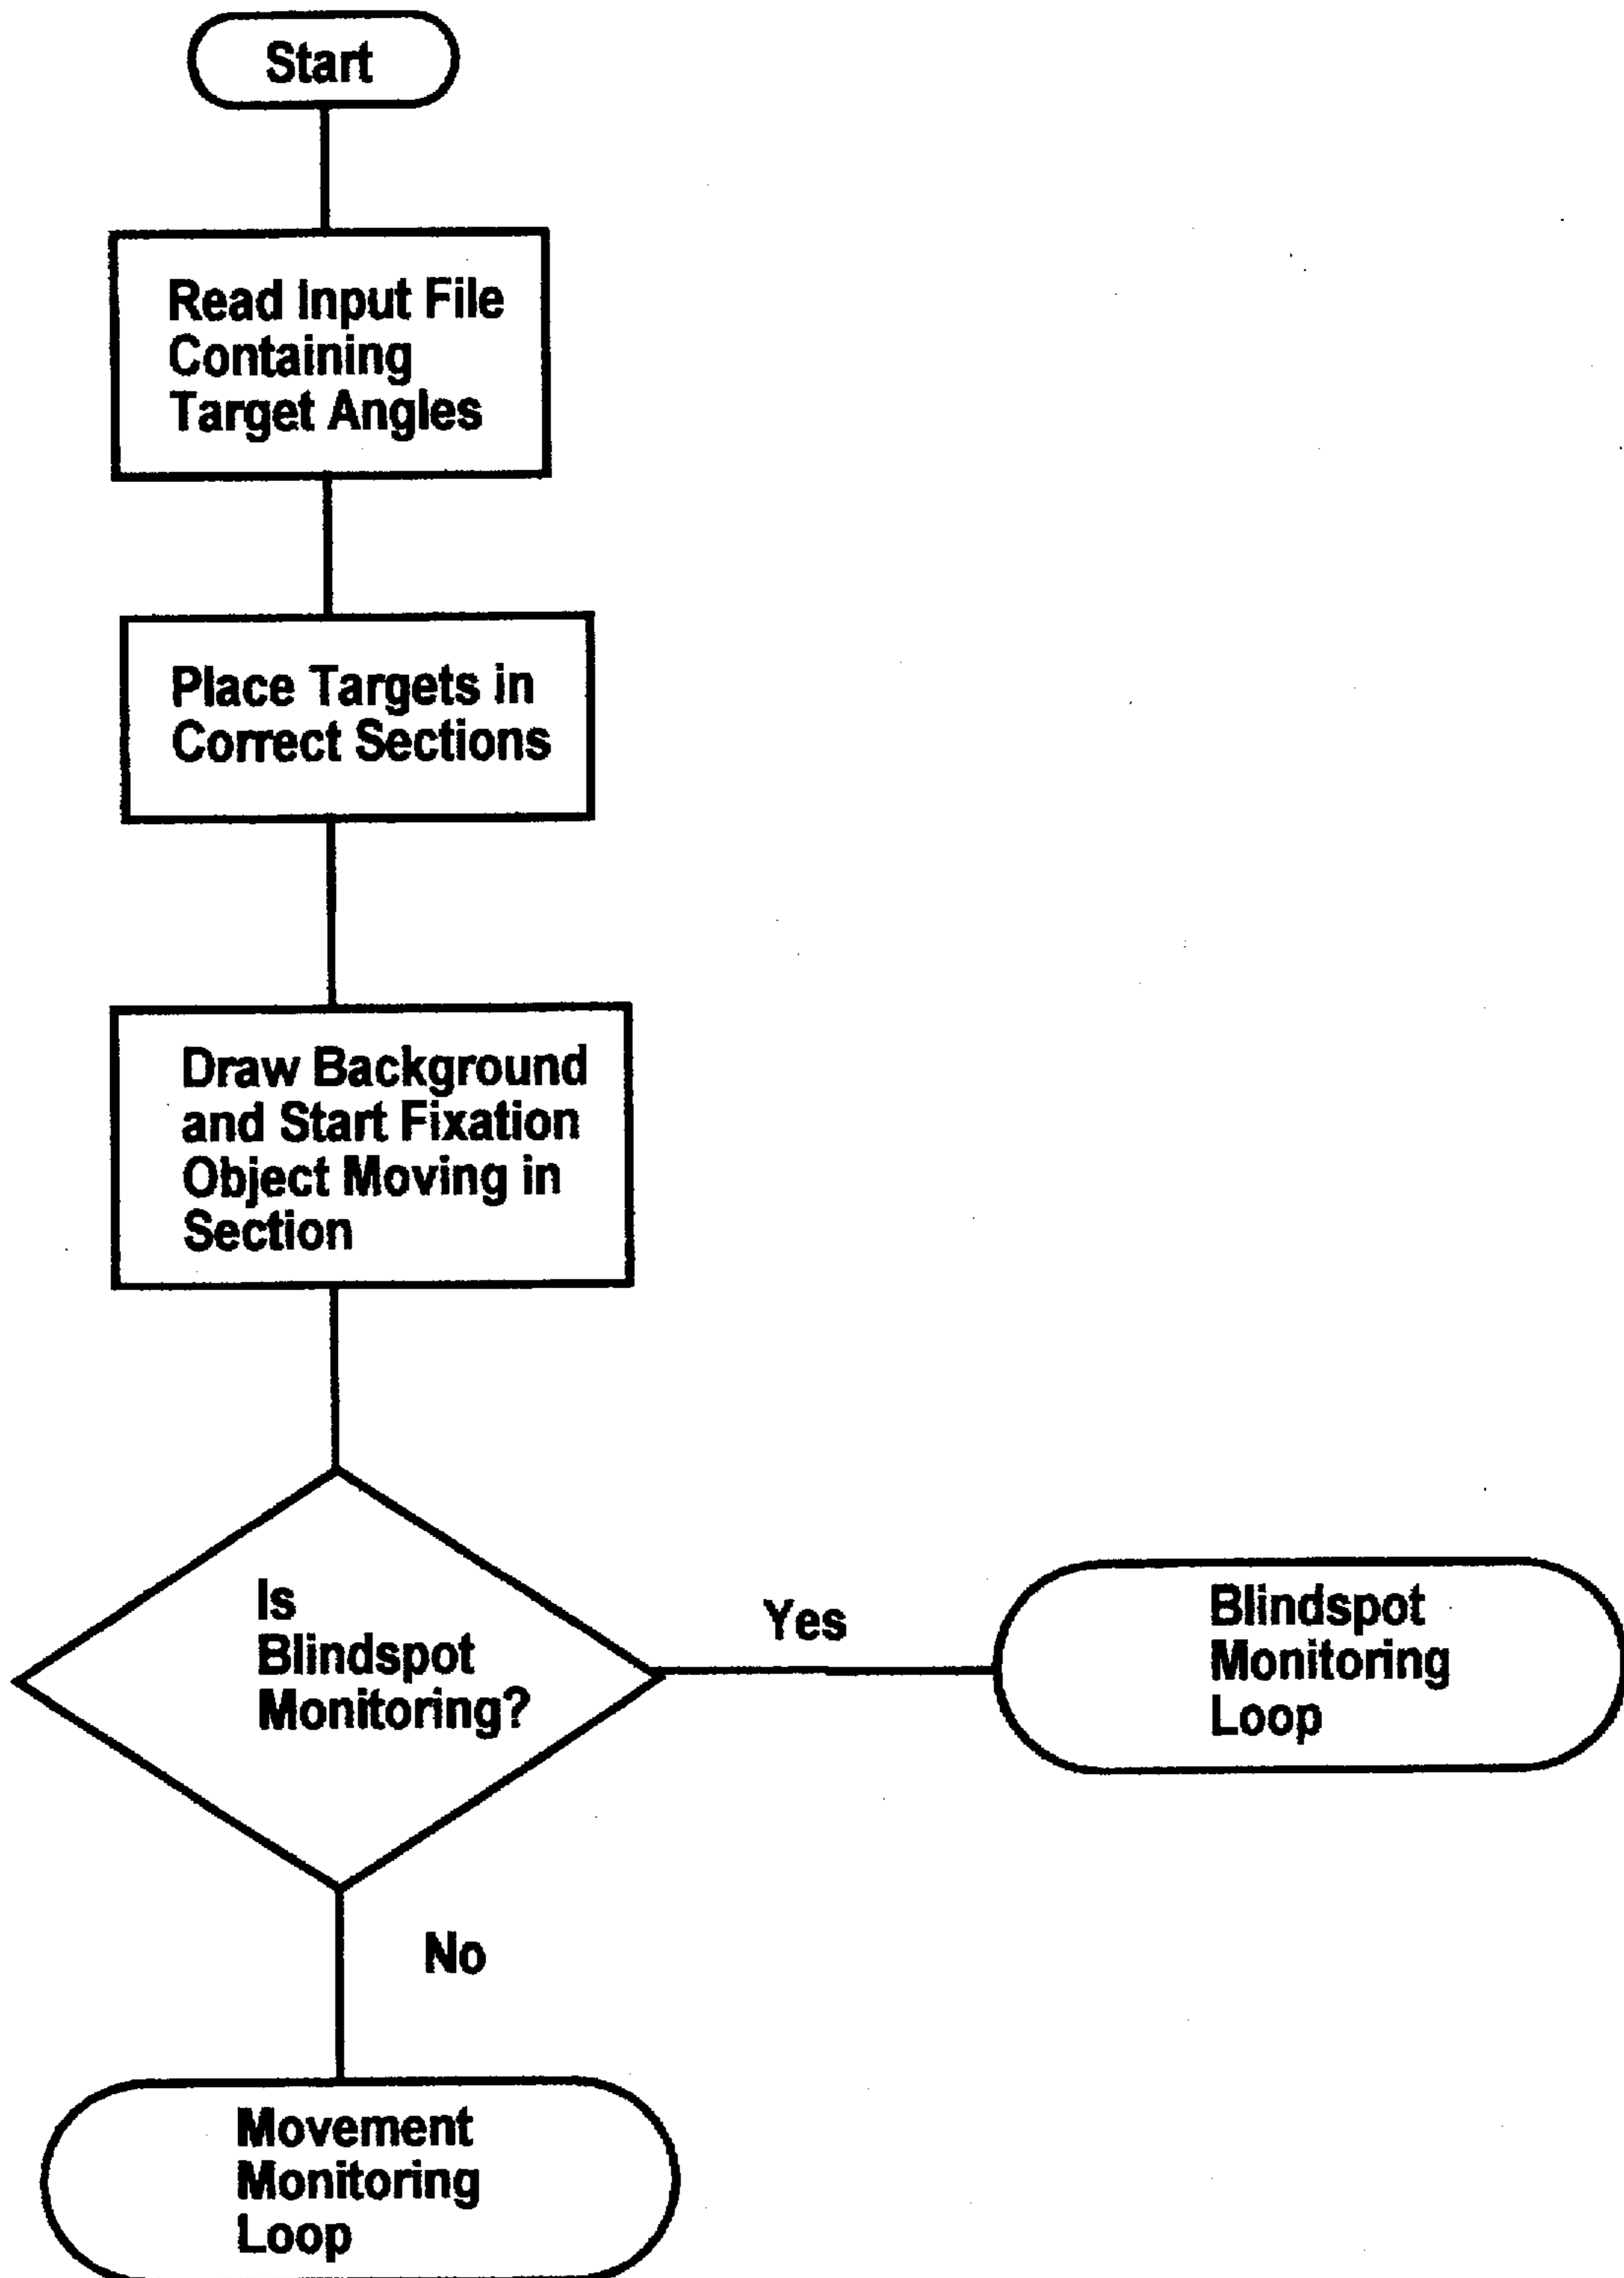 Start
Read Input File
Containing
Target Angles
Place Targets in
Correct Sections
Draw Background
and Start Fixation
Object Moving in
Section
Is
Blindspot
Monitoring?
Yes
Blindspot
Monitoring
Loop
No
Movement
Monitoring
Loop